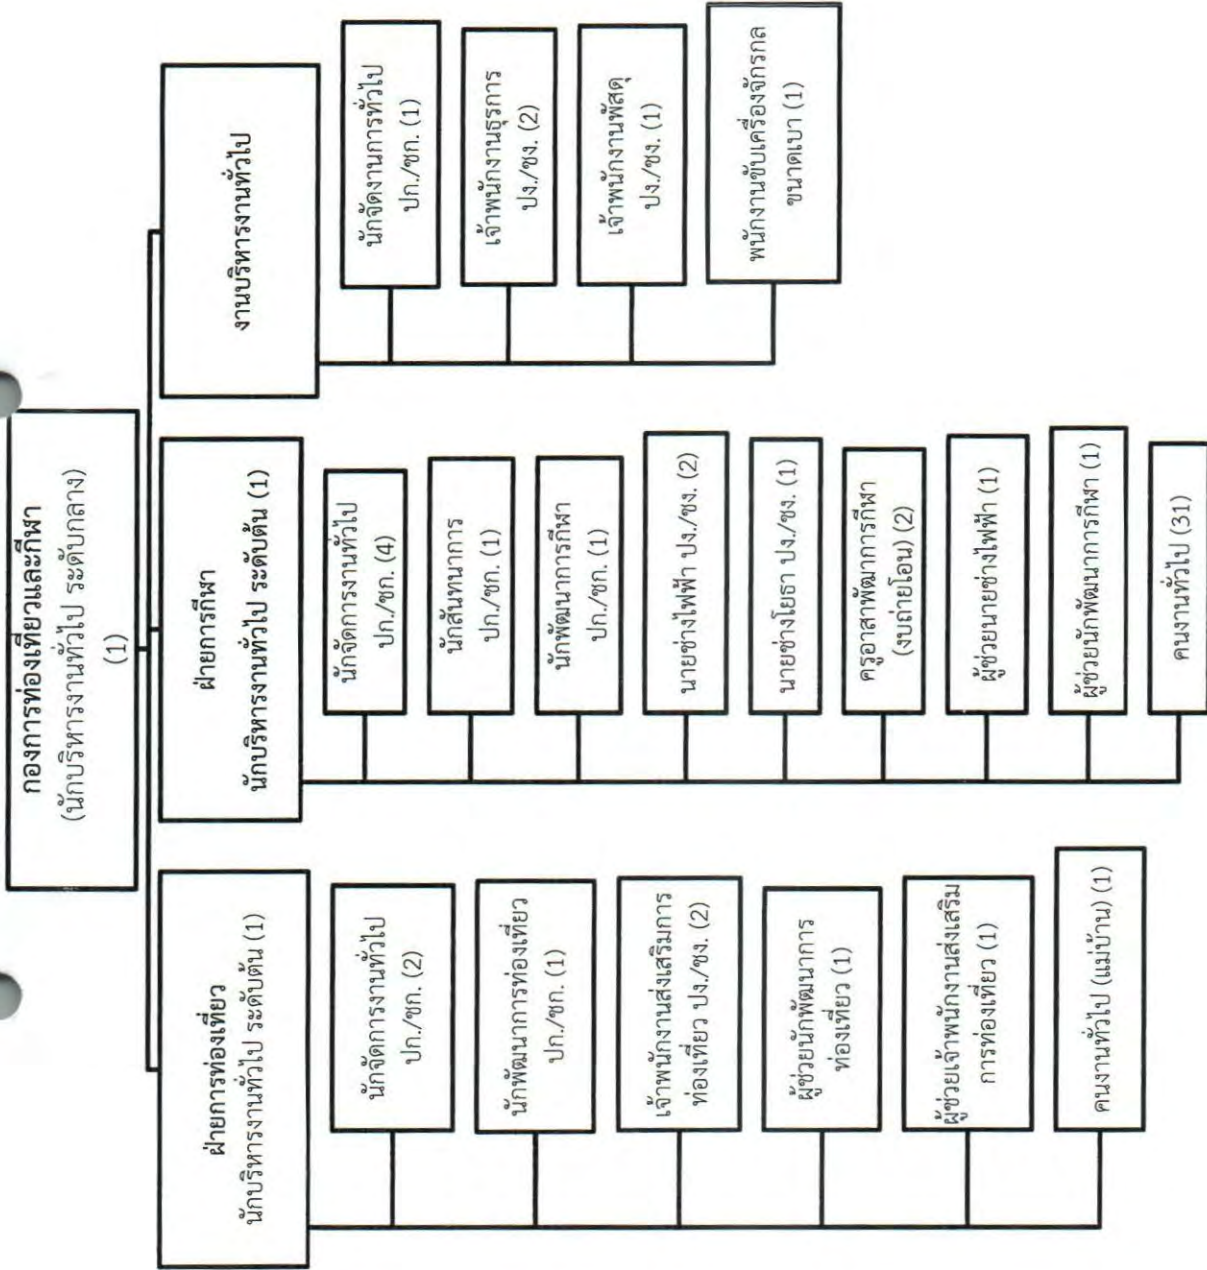 กองการท่องเที่ยวและกีฬา
(นักบริหารงานทั่วไป ระดับกลาง)
(1)
ฝ่ายการท่องเที่ยว
นักบริหารงานทั่วไป ระดับต้น (1)
นักจัดการงานทั่วไป
ปก./ชก. (2)
นักพัฒนาการท่องเที่ยว
ปก./ชก. (1)
เจ้าพนักงานส่งเสริมการ
ท่องเที่ยว ปง./ชง. (2)
ผู้ช่วยนักพัฒนาการ
ท่องเที่ยว (1)
ผู้ช่วยเจ้าพนักงานส่งเสริม
การท่องเที่ยว (1)
คนงานทั่วไป (แม่บ้าน) (1)
ฝ่ายการกีฬา
นักบริหารงานทั่วไป ระดับต้น (1)
นักจัดการงานทั่วไป
ปก./ชก. (4)
นักสันทนาการ
ปก./ชก. (1)
นักพัฒนาการกีฬา
ปก./ชก. (1)
นายช่างไฟฟ้า ปง./ชง. (2)
นายช่างโยธา ปง./ชง. (1)
ครูอาสาพัฒาการกีฬา
(งบถ่ายโอน) (2)
ผู้ช่วยนายช่างไฟฟ้า (1)
ผู้ช่วยนักพัฒนาการกีฬา (1)
คนงานทั่วไป (31)
งานบริหารงานทั่วไป
นักจัดงานการทั่วไป
ปก./ชก. (1)
เจ้าพนักงานธุรการ
ปง./ชง. (2)
เจ้าพนักงานพัสดุ
ปง./ชง. (1)
พนักงานขับเครื่องจักรกล
ขนาดเบา (1)